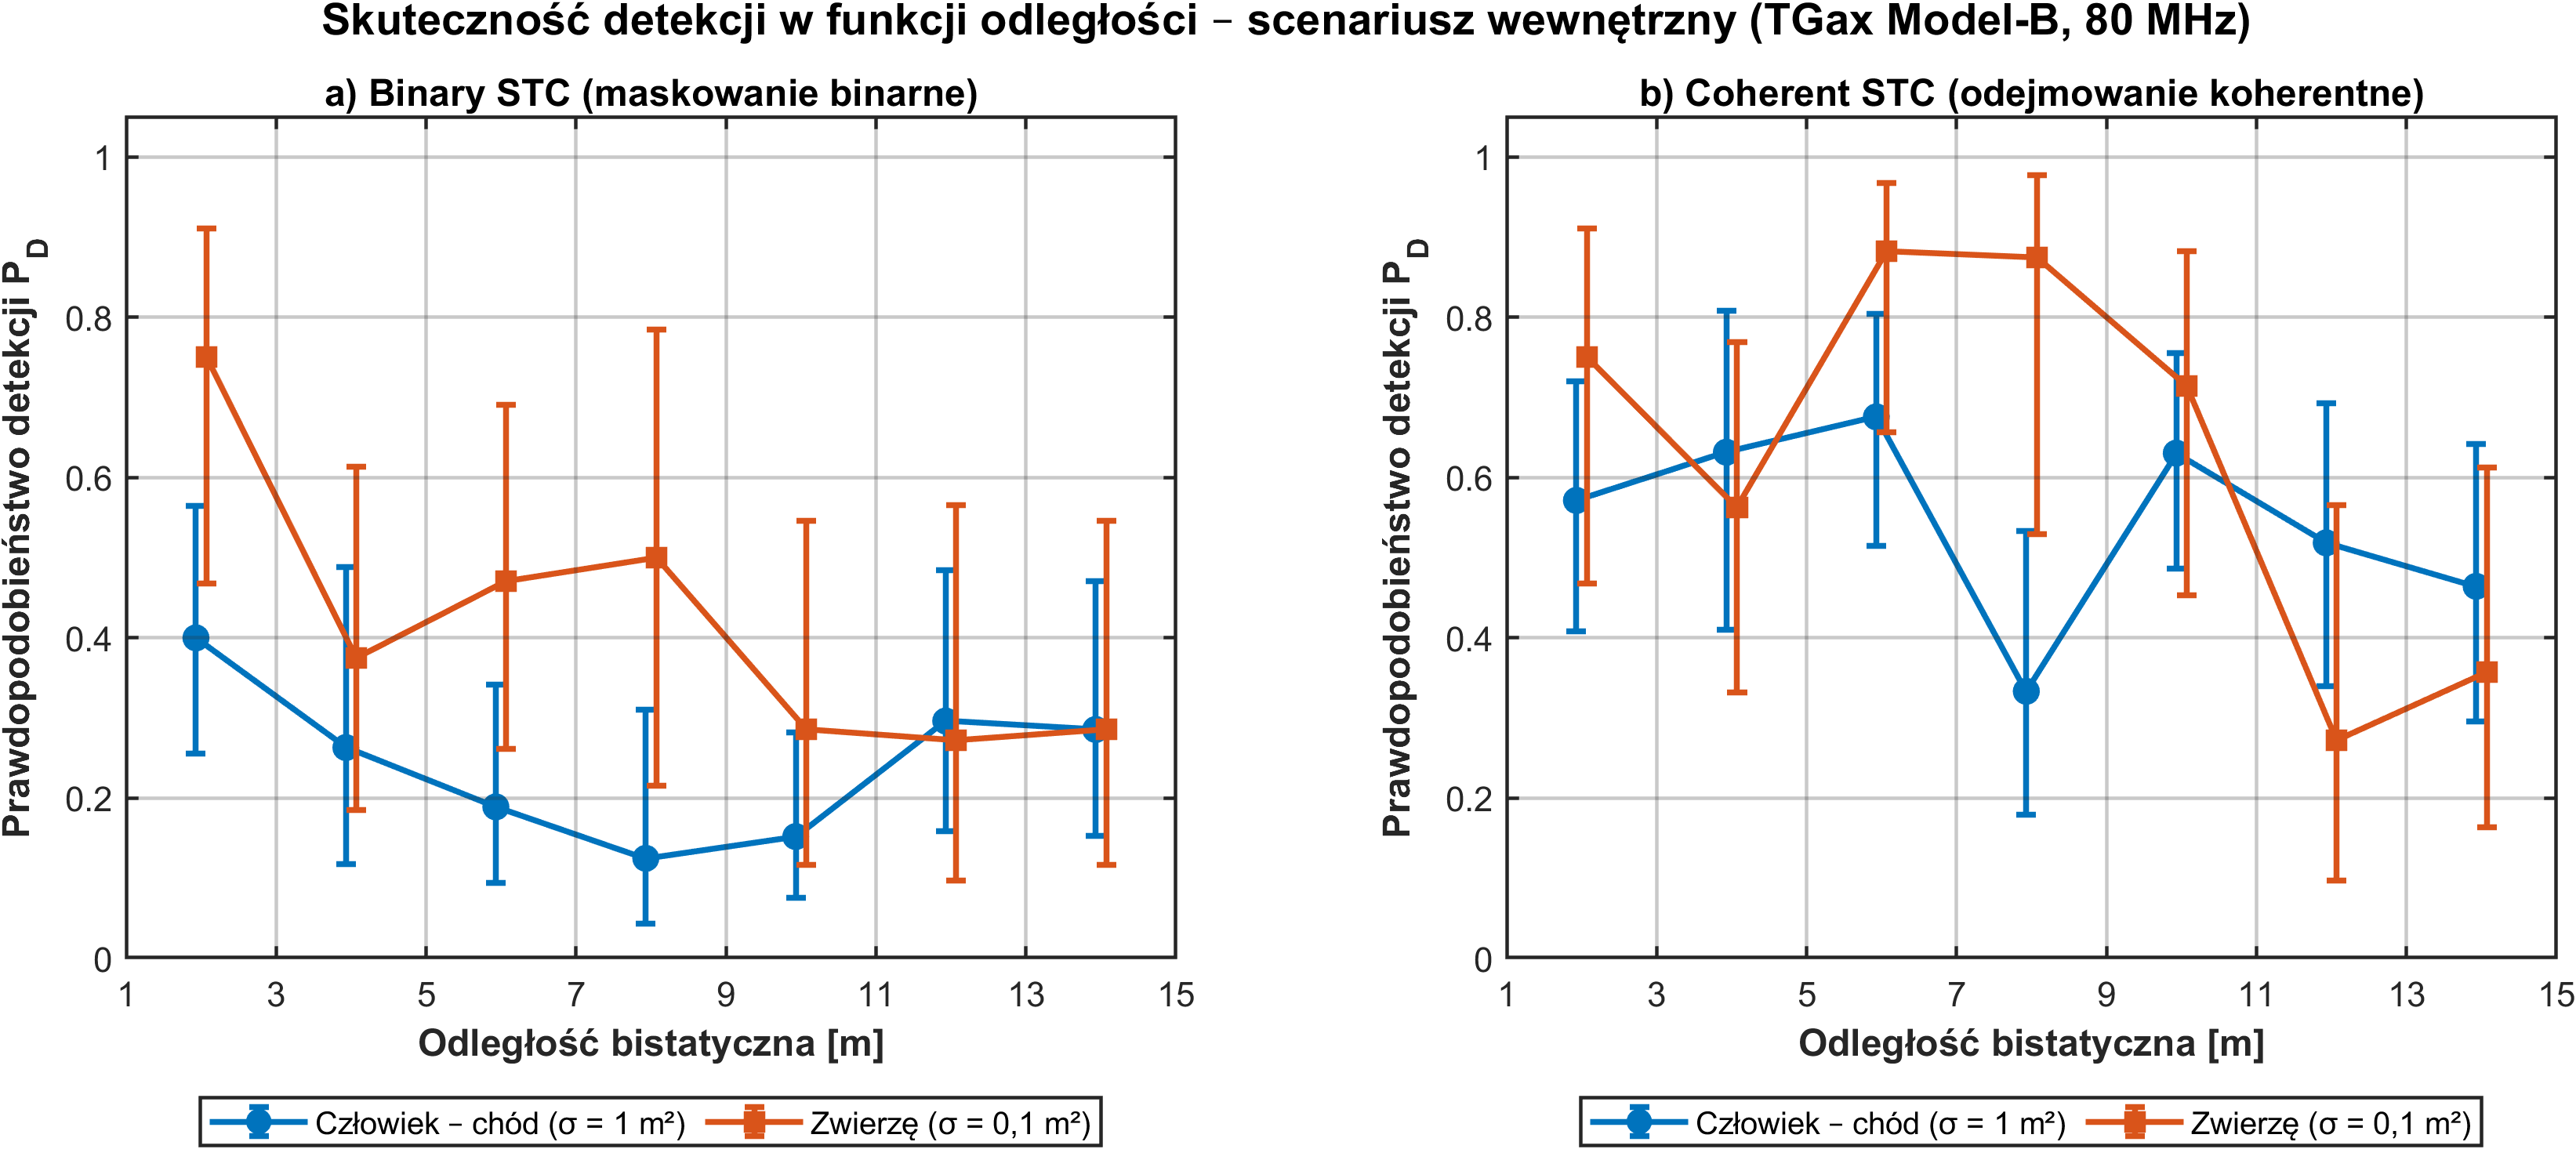 Skuteczność detekcji w funkcji odległości – scenariusz wewnętrzny (TGax Model-B, 80 MHz)
a) Binary STC (maskowanie binarne)
Prawdopodobieństwo detekcji P_D
1
0.8
0.6
0.4
0.2
0
1 3 5 7 9 11 13 15
Odległość bistatyczna [m]
Człowiek – chód (σ = 1 m²) Zwierzę (σ = 0,1 m²)
b) Coherent STC (odejmowanie koherentne)
Prawdopodobieństwo detekcji P_D
1
0.8
0.6
0.4
0.2
0
1 3 5 7 9 11 13 15
Odległość bistatyczna [m]
Człowiek – chód (σ = 1 m²) Zwierzę (σ = 0,1 m²)